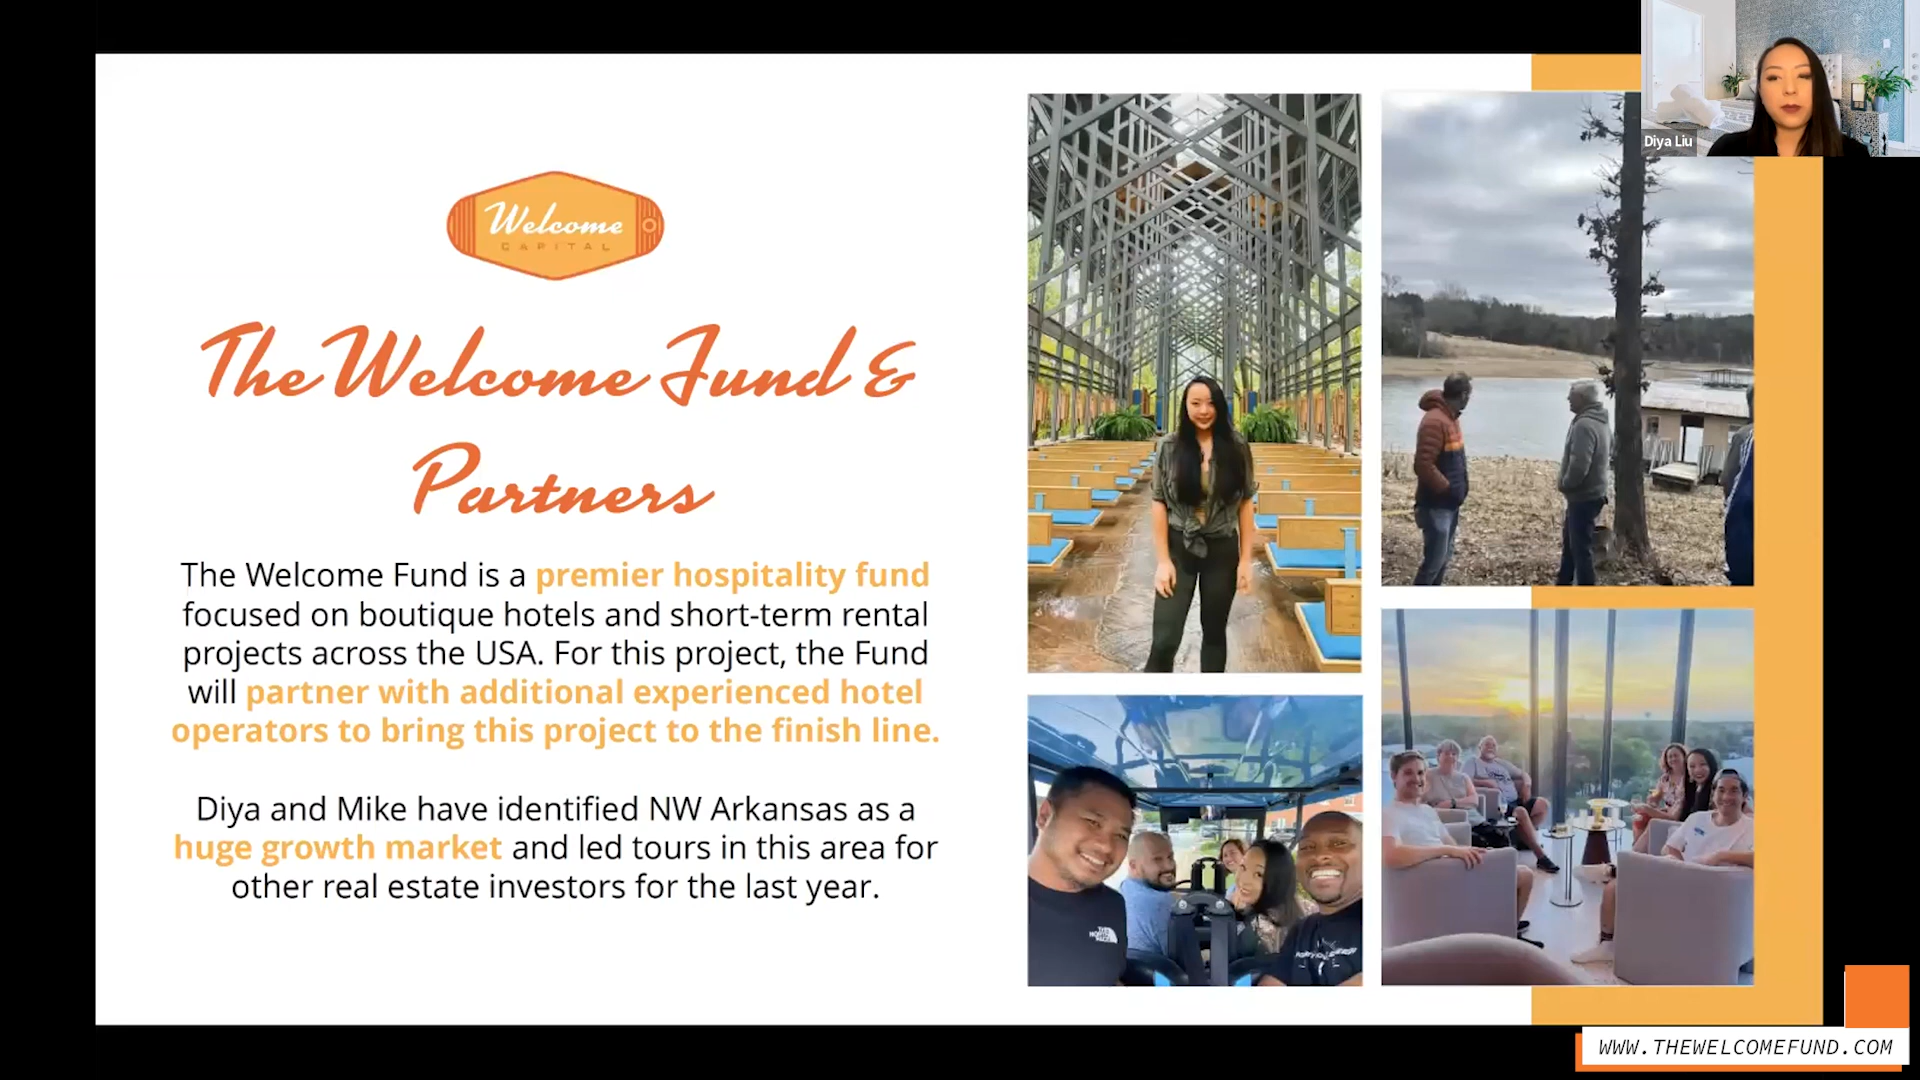 Diya Liu
Welcome
CAPITAL
The Welcome Fund &
Partners
The Welcome Fund is a premier hospitality fund
focused on boutique hotels and short-term rental
projects across the USA. For this project, the Fund
will partner with additional experienced hotel
operators to bring this project to the finish line.
Diya and Mike have identified NW Arkansas as a
huge growth market and led tours in this area for
other real estate investors for the last year.
THE
NORTH
FACE
WWW.THEWELCOMEFUND.COM